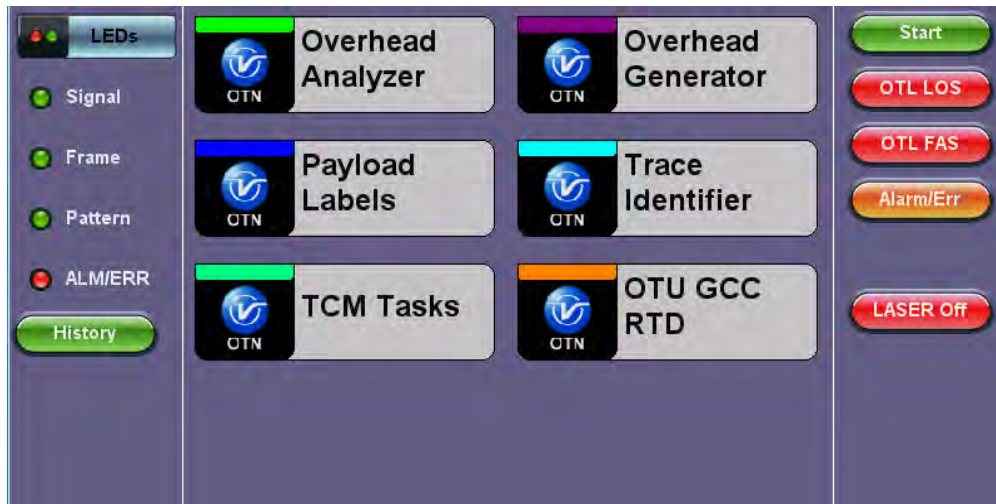 LEDs
Signal
Frame
Pattern
ALM/ERR
History
OTN
Overhead
Analyzer
OTN
Overhead
Generator
OTN
Payload
Labels
OTN
Trace
Identifier
OTN
TCM Tasks
OTN
OTU GCC
RTD
Start
OTL LOS
OTL FAS
Alarm/Err
LASER Off